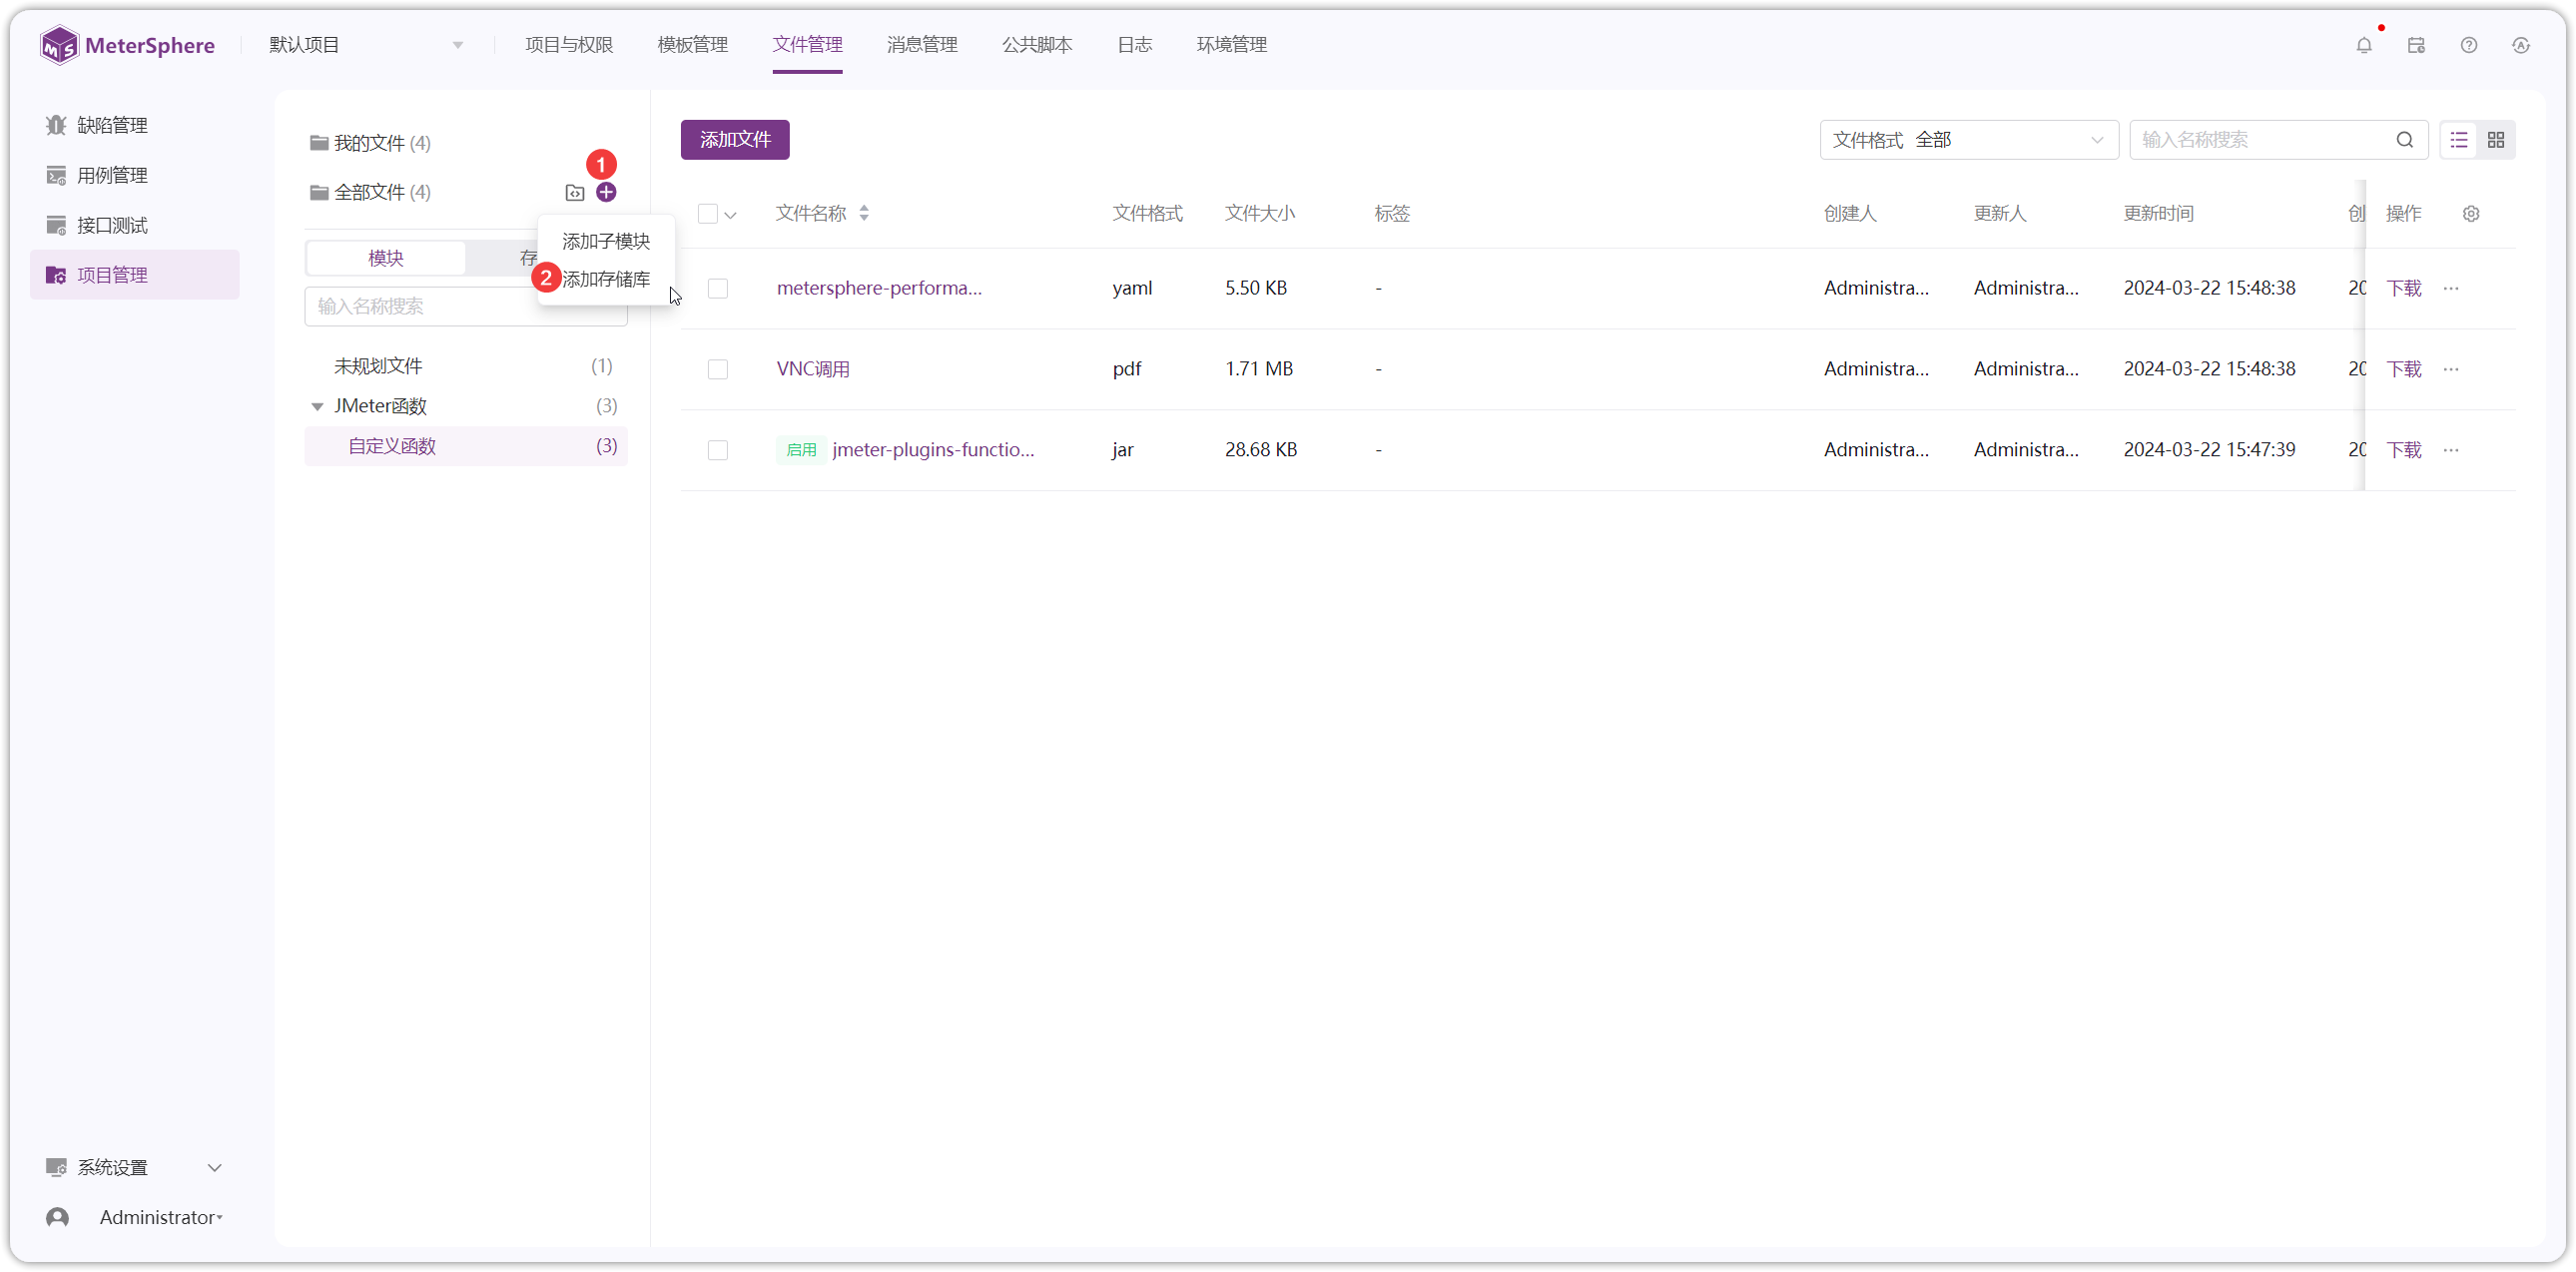 MeterSphere
默认项目
项目与权限
模板管理
文件管理
消息管理
公共脚本
日志
环境管理
缺陷管理
用例管理
接口测试
项目管理
系统设置
Administrator
我的文件 (4)
1
全部文件 (4)
添加子模块
2 添加存储库
模块
存
输入名称搜索
未规划文件 (1)
JMeter函数 (3)
自定义函数 (3)
添加文件
文件格式 全部
输入名称搜索
文件名称 文件格式 文件大小 标签 创建人 更新人 更新时间 创 操作
metersphere-performa... yaml 5.50 KB - Administra... Administra... 2024-03-22 15:48:38 20 下载 ...
VNC调用 pdf 1.71 MB - Administra... Administra... 2024-03-22 15:48:38 20 下载 ...
启用 jmeter-plugins-functio... jar 28.68 KB - Administra... Administra... 2024-03-22 15:47:39 20 下载 ...